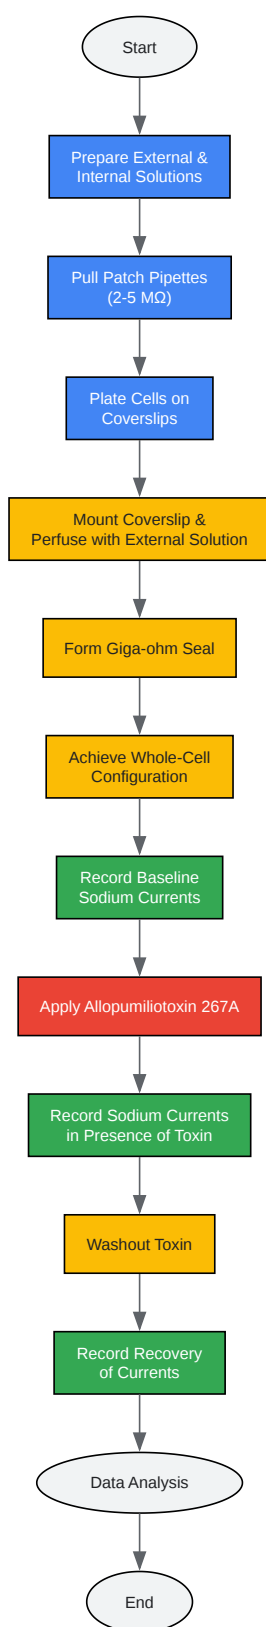 Start
Prepare External &
Internal Solutions
Pull Patch Pipettes
(2-5 MΩ)
Plate Cells on
Coverslips
Mount Coverslip &
Perfuse with External Solution
Form Giga-ohm Seal
Achieve Whole-Cell
Configuration
Record Baseline
Sodium Currents
Apply Allopumiliotoxin 267A
Record Sodium Currents
in Presence of Toxin
Washout Toxin
Record Recovery
of Currents
Data Analysis
End